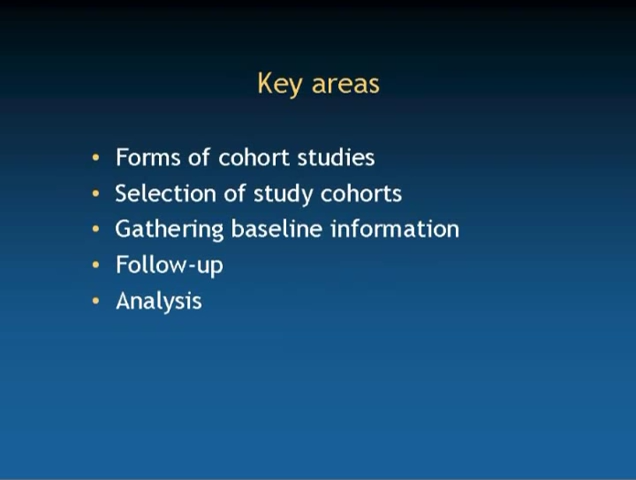 Key areas
• Forms of cohort studies
• Selection of study cohorts
• Gathering baseline information
• Follow-up
• Analysis